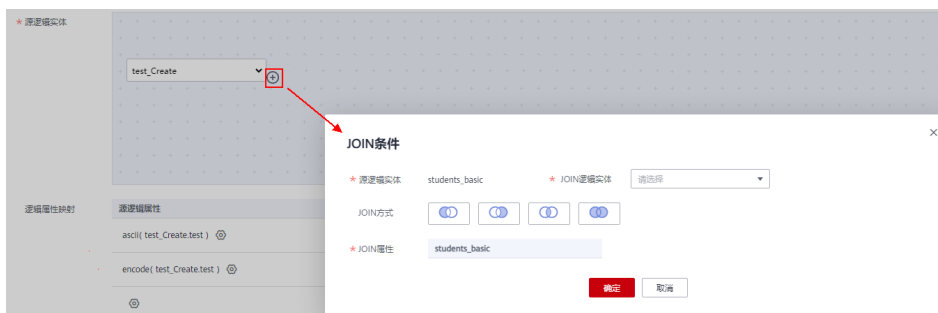 * 源逻辑实体
test_Create
JOIN条件
* 源逻辑实体 students_basic * JOIN逻辑实体 请选择
JOIN方式
* JOIN属性 students_basic
确定 取消
逻辑属性映射 源逻辑属性
ascii( test_Create.test )
encode( test_Create.test )